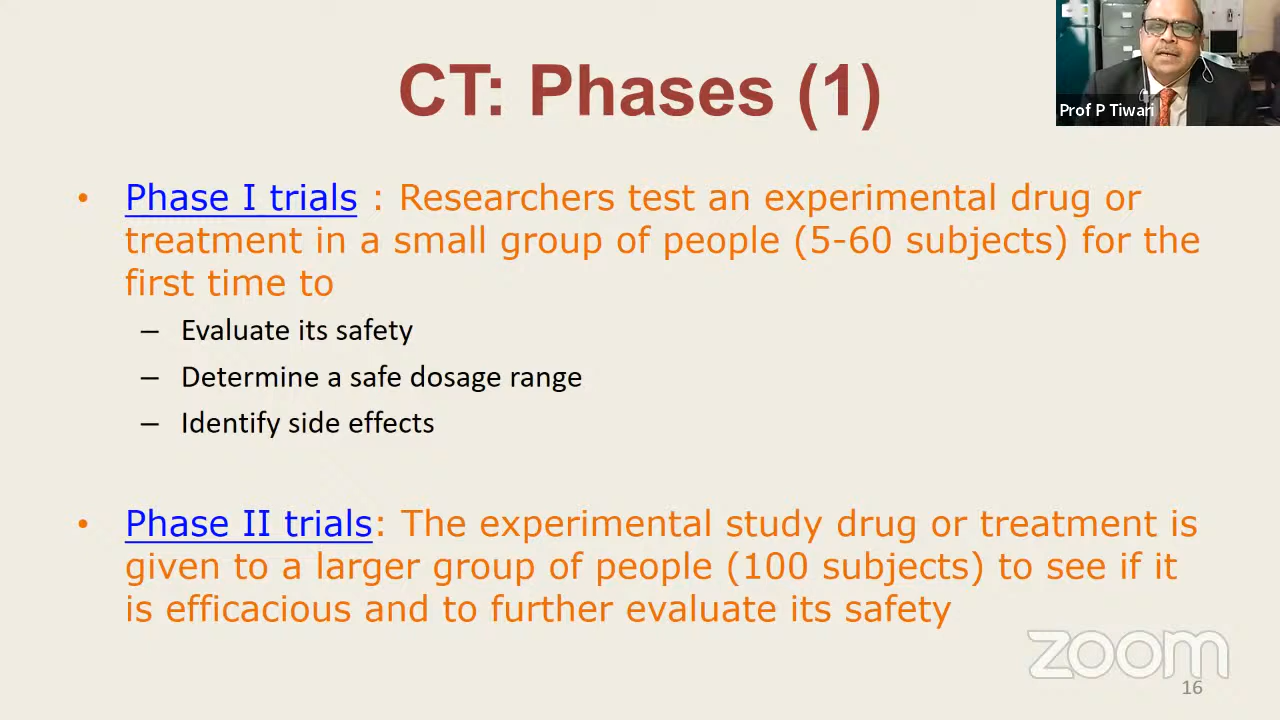 CT: Phases (1)
Prof P Tiwari
• Phase I trials : Researchers test an experimental drug or
treatment in a small group of people (5-60 subjects) for the
first time to
– Evaluate its safety
– Determine a safe dosage range
– Identify side effects
• Phase II trials: The experimental study drug or treatment is
given to a larger group of people (100 subjects) to see if it
is efficacious and to further evaluate its safety
zoom
16